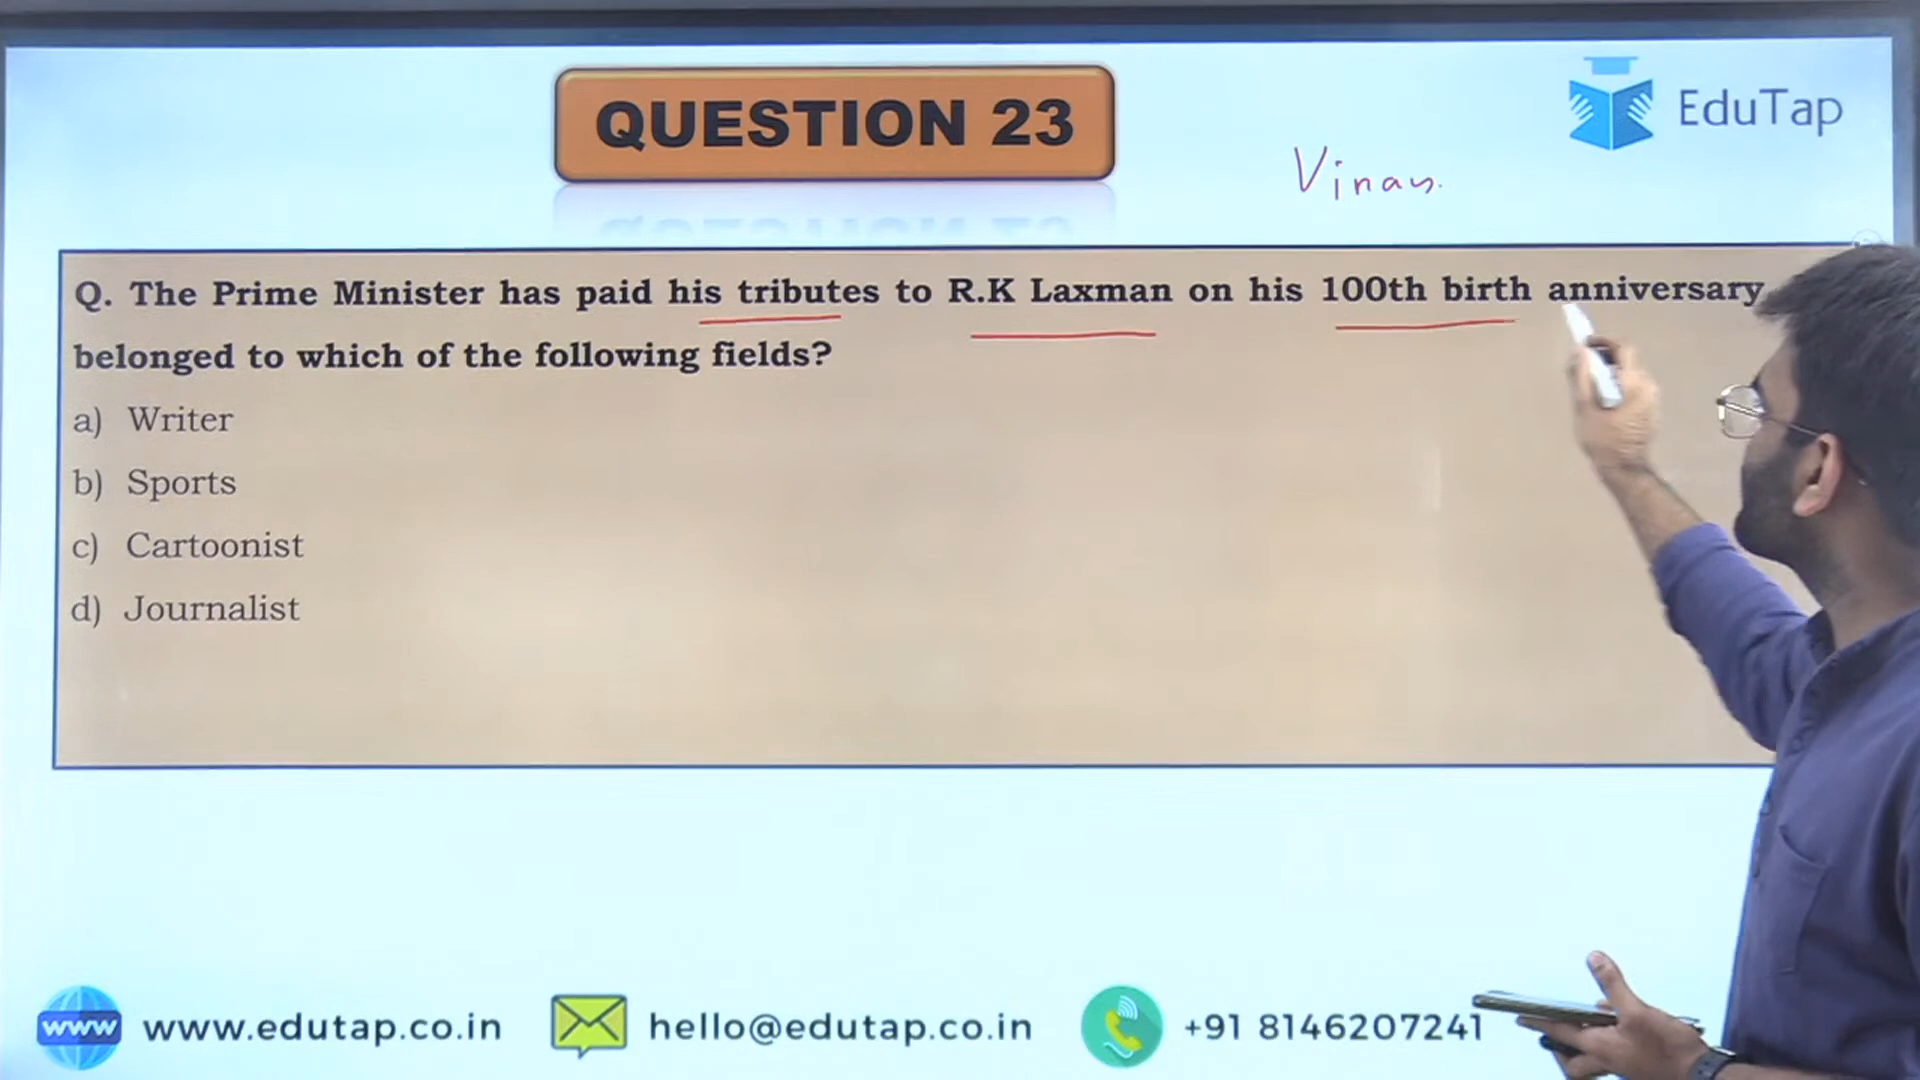 QUESTION 23
EduTap
Vinay.
Q. The Prime Minister has paid his tributes to R.K Laxman on his 100th birth anniversary
belonged to which of the following fields?
a) Writer
b) Sports
c) Cartoonist
d) Journalist
www www.edutap.co.in hello@edutap.co.in +91 8146207241